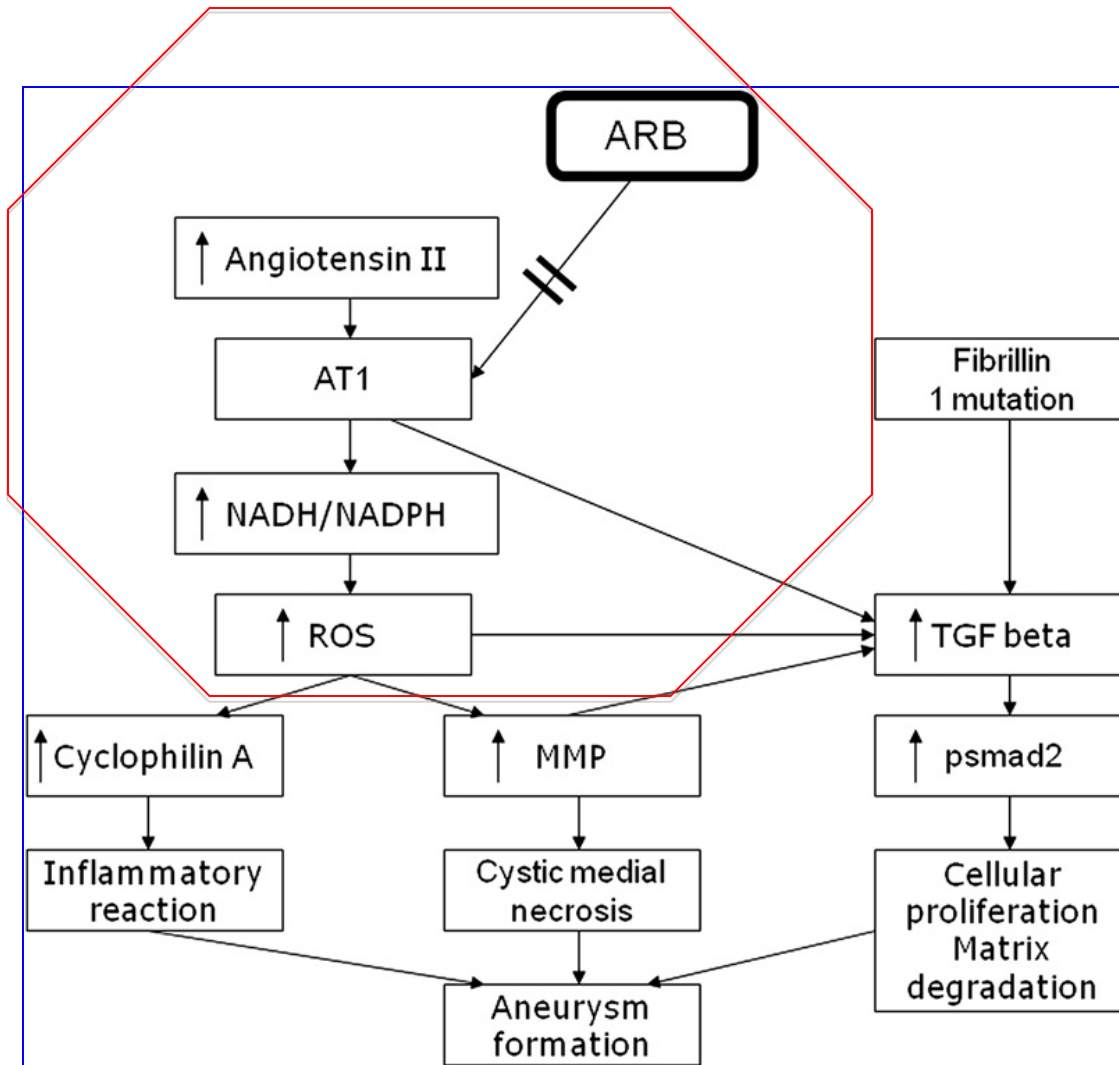 ARB
Angiotensin II
AT1
Fibrillin
1 mutation
NADH/NADPH
ROS
TGF beta
Cyclophilin A
MMP
psmad2
Inflammatory
reaction
Cystic medial
necrosis
Cellular
proliferation
Matrix
degradation
Aneurysm
formation